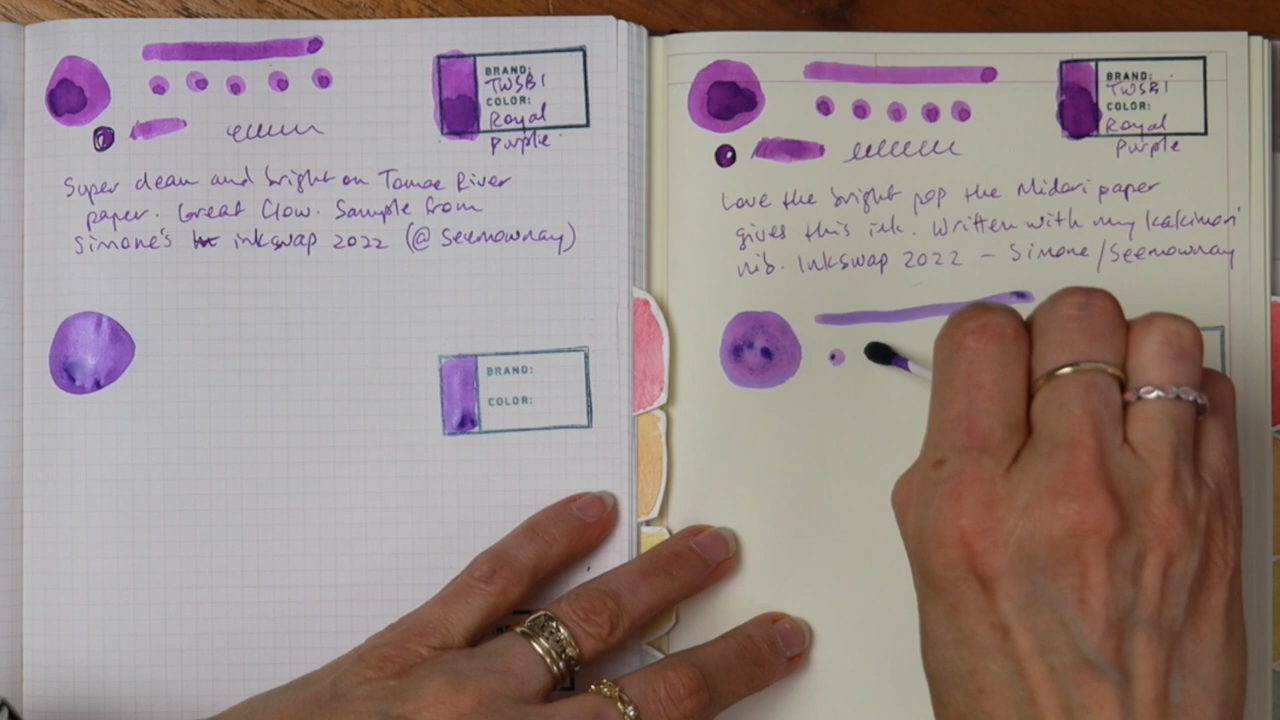 BRAND:
TWSBI
COLOR:
Royal
Purple
Super clean and bright on Tomoe River
paper. Great flow. Sample from
Simone's inkswap 2022 (@Seemownay)
BRAND:
COLOR:
BRAND:
TWSBI
COLOR:
Royal
Purple
Love the bright pop the Midori paper
gives this ink. Written with my Kakimori
nib. Inkswap 2022 – Simone/Seemownay